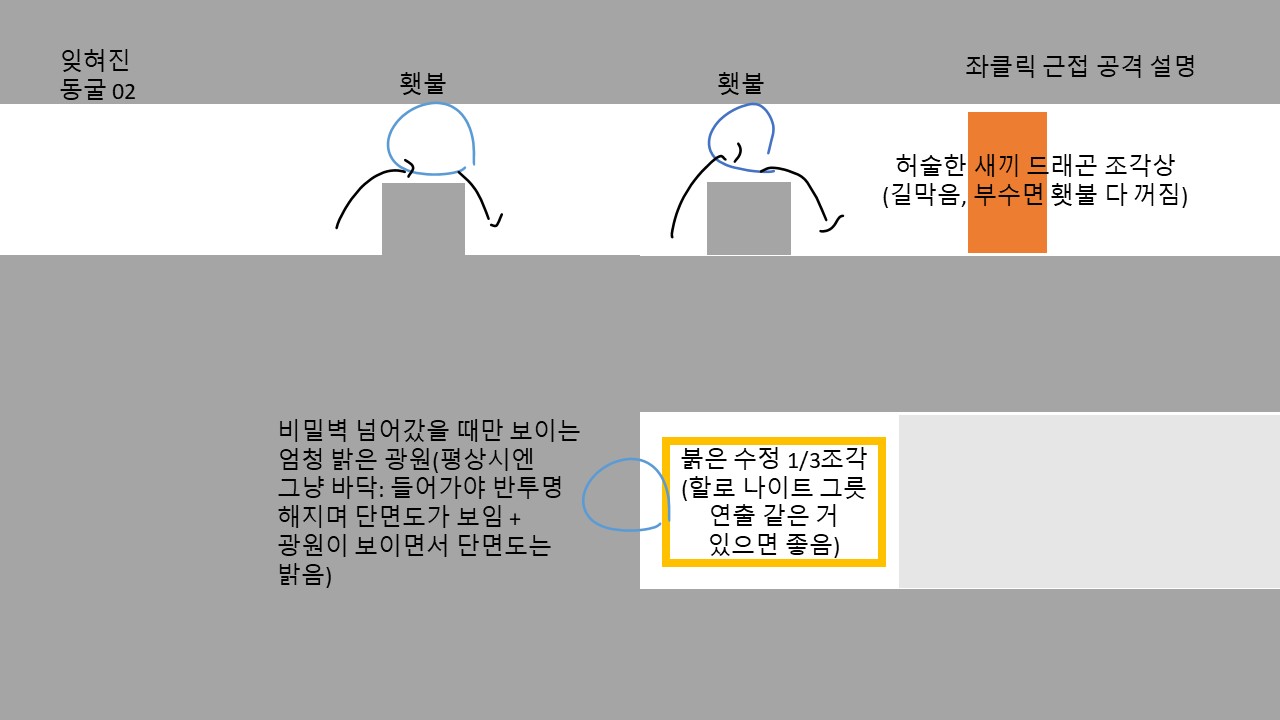 잊혀진
동굴 02
횃불
횃불
좌클릭 근접 공격 설명
허술한 새끼 드래곤 조각상
(길막음, 부수면 횃불 다 꺼짐)
비밀벽 넘어갔을 때만 보이는
엄청 밝은 광원(평상시엔
그냥 바닥: 들어가야 반투명
해지며 단면도가 보임 +
광원이 보이면서 단면도는
밝음)
붉은 수정 1/3조각
(할로 나이트 그릇
연출 같은 거
있으면 좋음)